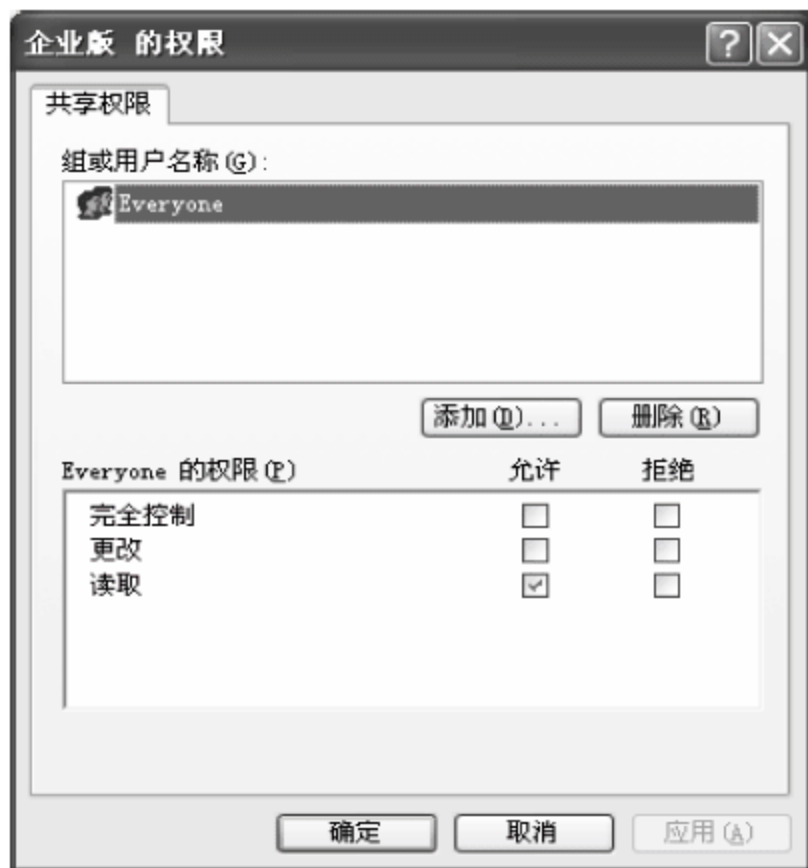 企业版 的权限
共享权限
组或用户名称(G):
Everyone
添加(D)... 删除(R)
Everyone 的权限(P) 允许 拒绝
完全控制
更改
读取
确定 取消 应用(A)